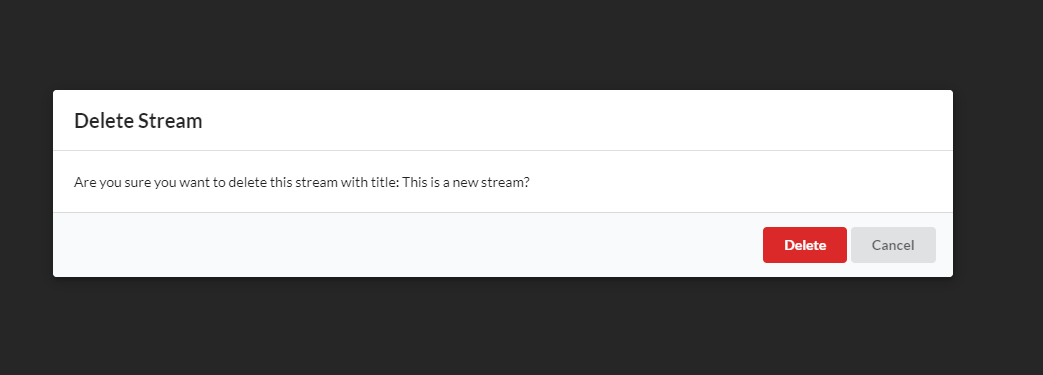 Delete Stream
Are you sure you want to delete this stream with title: This is a new stream?
Delete Cancel